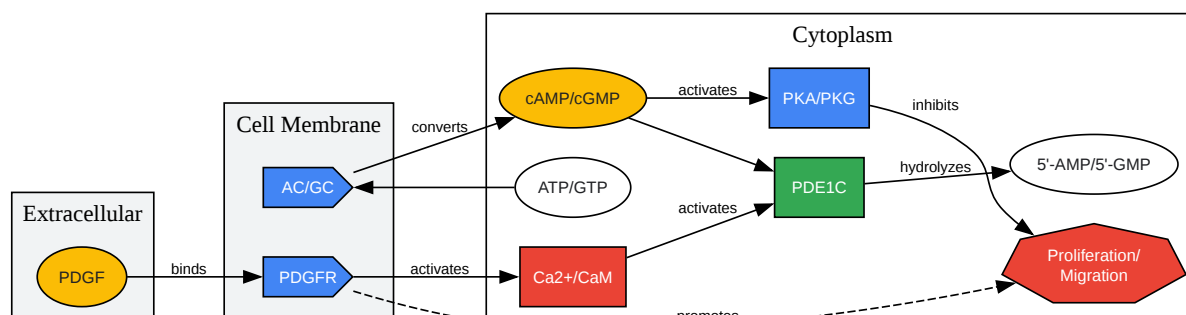 Cytoplasm
cAMP/cGMP
activates
PKA/PKG
inhibits
Cell Membrane
converts
5'-AMP/5'-GMP
hydrolyzes
AC/GC
ATP/GTP
PDE1C
Extracellular
activates
PDGF
binds
PDGFR
activates
Ca2+/CaM
Proliferation/
Migration
promotes